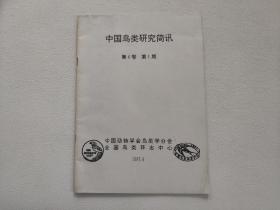 中国鸟类研究简讯
第6卷 第1期
中国动物学会鸟类学分会
全国鸟类环志中心